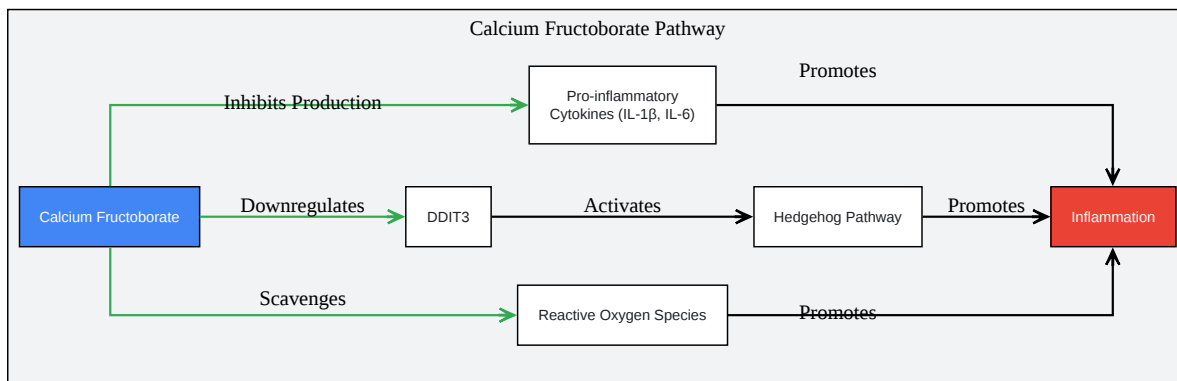 Calcium Fructoborate Pathway
Promotes
Inhibits Production
Pro-inflammatory
Cytokines (IL-1β, IL-6)
Calcium Fructoborate
Downregulates
DDIT3
Activates
Hedgehog Pathway
Promotes
Inflammation
Scavenges
Reactive Oxygen Species
Promotes